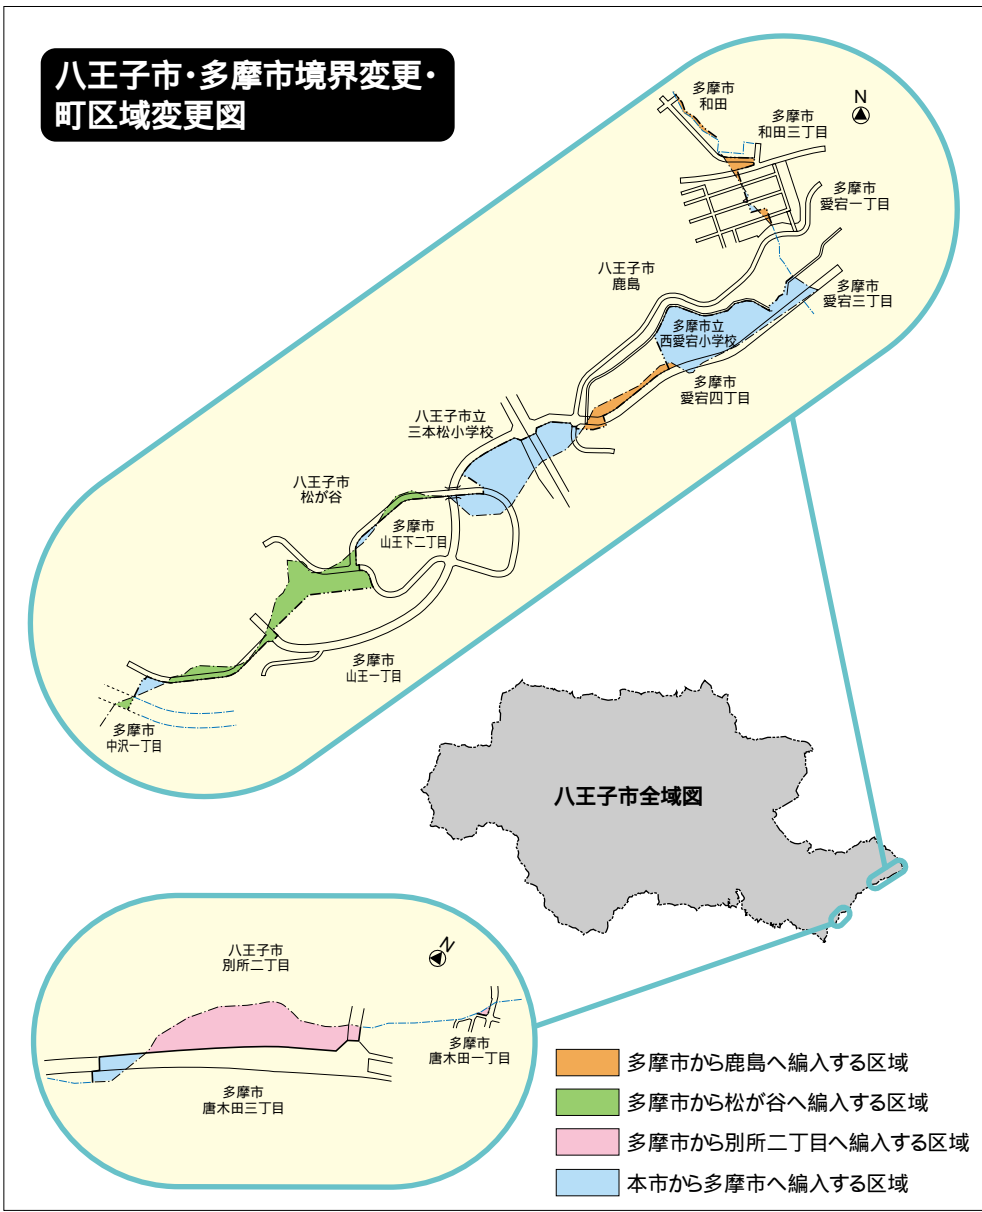 八王子市・多摩市境界変更・
町区域変更図
多摩市
和田
N
多摩市
和田三丁目
多摩市
愛宕一丁目
八王子市
鹿島
多摩市
愛宕三丁目
多摩市立
西愛宕小学校
多摩市
愛宕四丁目
八王子市立
三本松小学校
八王子市
松が谷
多摩市
山王下二丁目
多摩市
山王一丁目
多摩市
中沢一丁目
八王子市全域図
八王子市
別所二丁目
N
多摩市
唐木田一丁目
多摩市
唐木田三丁目
多摩市から鹿島へ編入する区域
多摩市から松が谷へ編入する区域
多摩市から別所二丁目へ編入する区域
本市から多摩市へ編入する区域